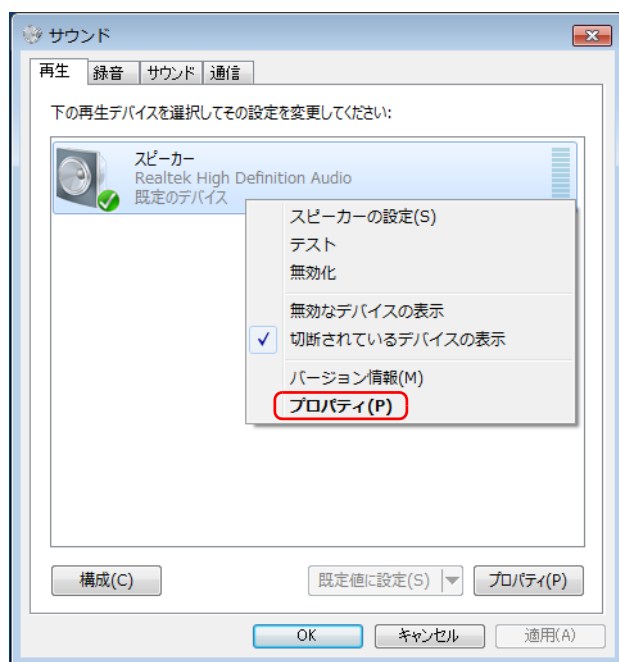 サウンド
再生 録音 サウンド 通信
下の再生デバイスを選択してその設定を変更してください:
スピーカー
Realtek High Definition Audio
既定のデバイス
スピーカーの設定(S)
テスト
無効化
無効なデバイスの表示
切断されているデバイスの表示
バージョン情報(M)
プロパティ(P)
構成(C) 既定値に設定(S) プロパティ(P)
OK キャンセル 適用(A)